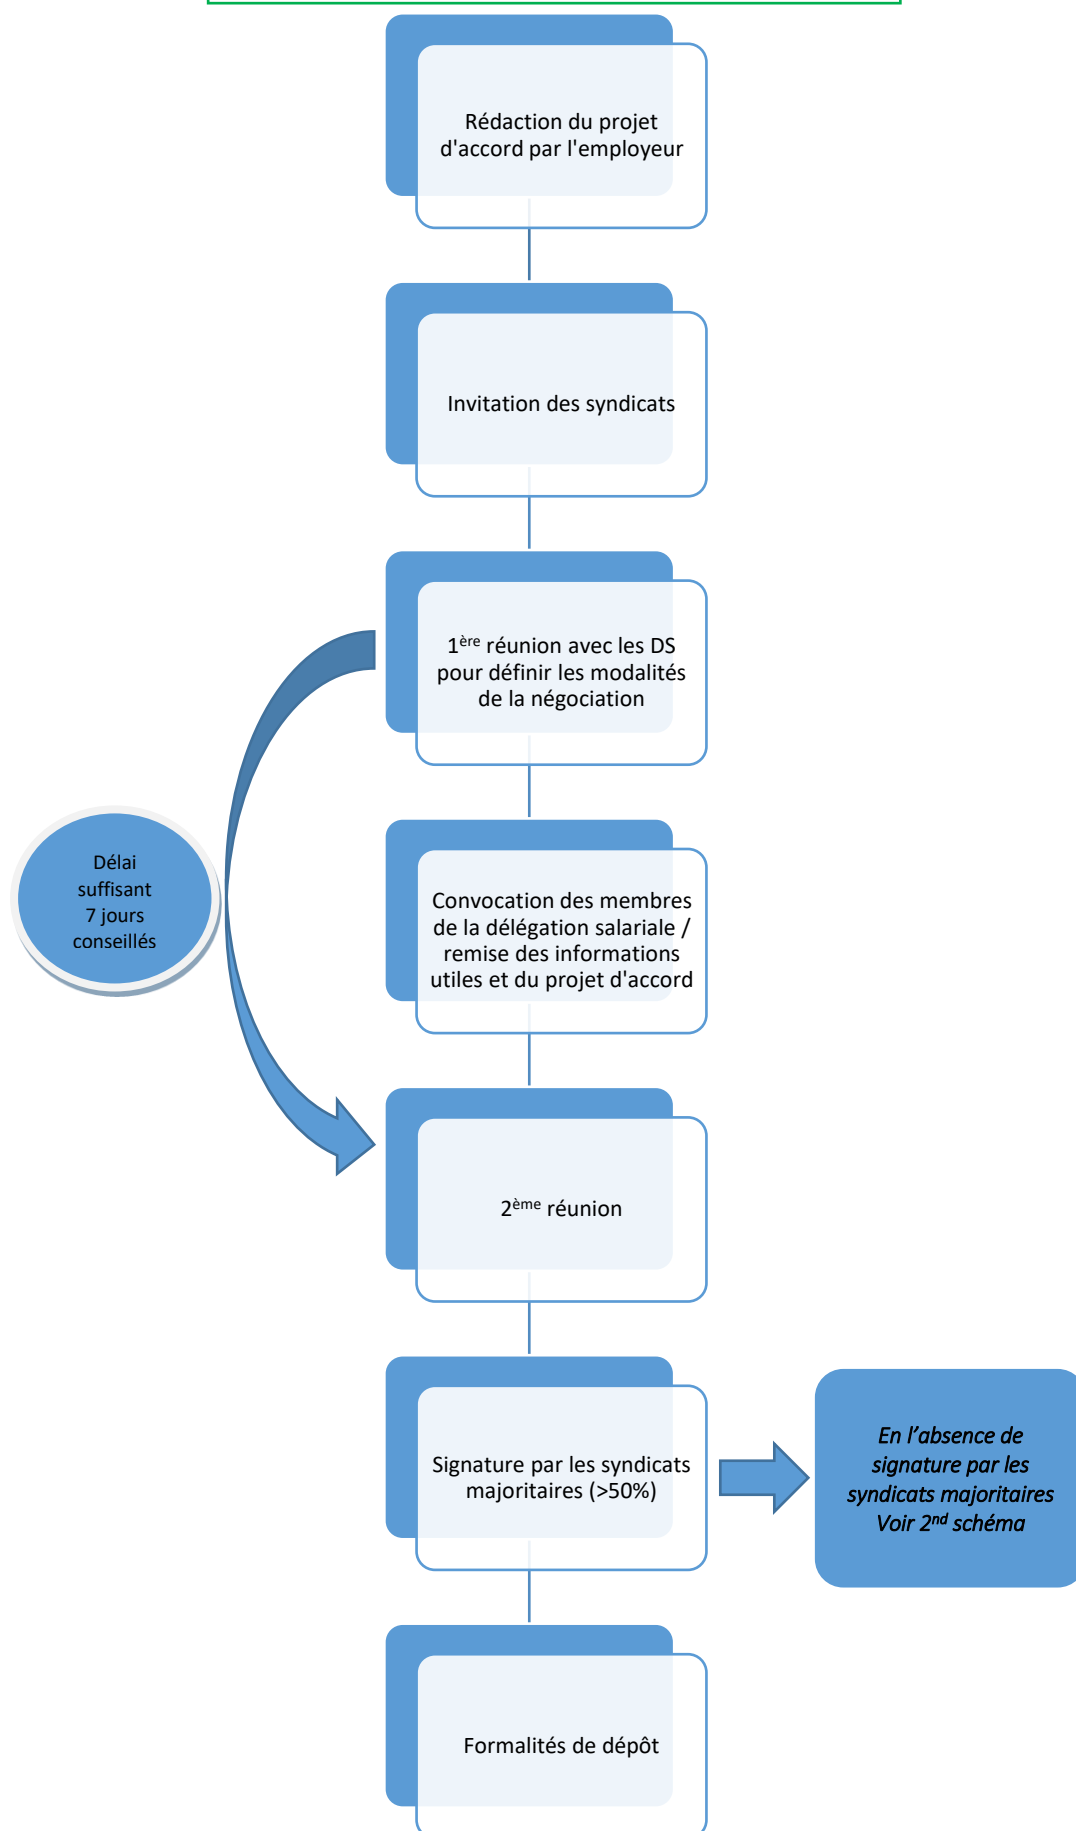 Rédaction du projet
d'accord par l'employeur
Invitation des syndicats
1ère réunion avec les DS
pour définir les modalités
de la négociation
Délai
suffisant
7 jours
conseillés
Convocation des membres
de la délégation salariale /
remise des informations
utiles et du projet d'accord
2ème réunion
Signature par les syndicats
majoritaires (>50%)
En l'absence de
signature par les
syndicats majoritaires
Voir 2nd schéma
Formalités de dépôt